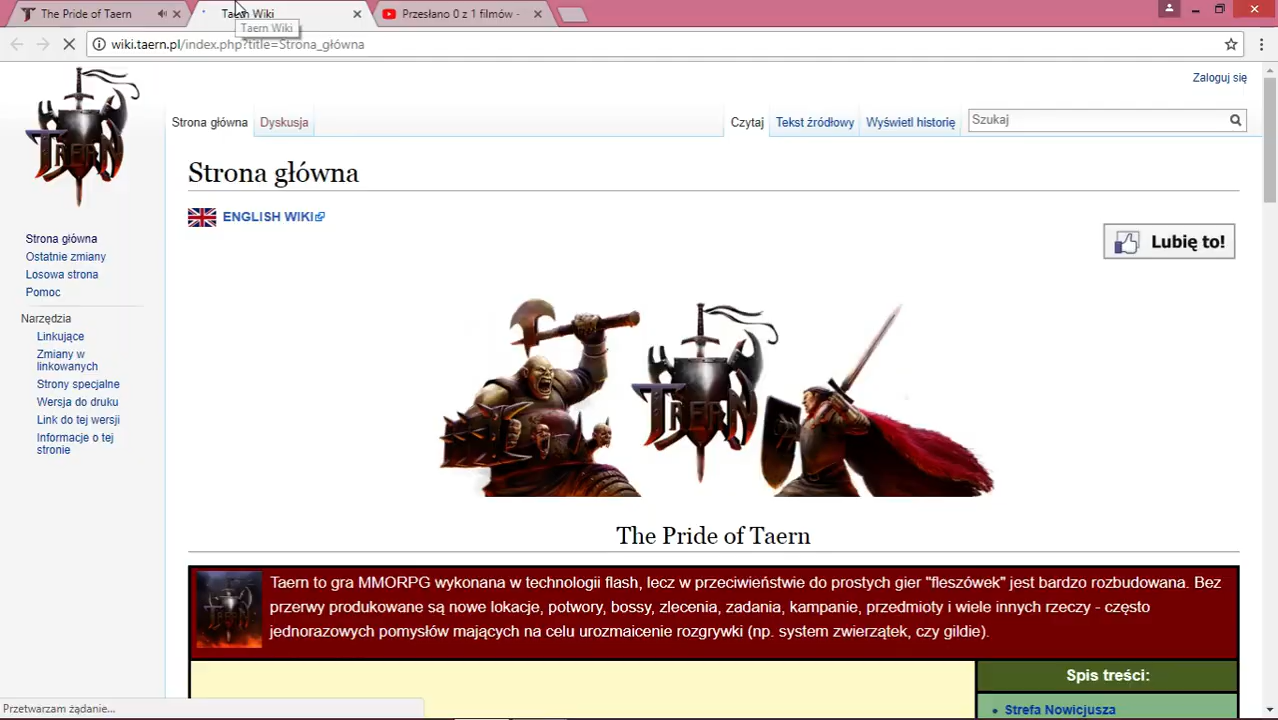 The Pride of Taern
Taern Wiki
Przesłano 0 z 1 filmów -
Taern Wiki
wiki.taern.pl/index.php?title=Strona_główna
Zaloguj się
TAERN
Strona główna
Dyskusja
Czytaj
Tekst źródłowy
Wyświetl historię
Szukaj
Strona główna
ENGLISH WIKI
Lubię to!
Strona główna
Ostatnie zmiany
Losowa strona
Pomoc
Narzędzia
Linkujące
Zmiany w
linkowanych
Strony specjalne
Wersja do druku
Link do tej wersji
Informacje o tej
stronie
TAERN
The Pride of Taern
Taern to gra MMORPG wykonana w technologii flash, lecz w przeciwieństwie do prostych gier "fleszówek" jest bardzo rozbudowana. Bez
przerwy produkowane są nowe lokacje, potwory, bossy, zlecenia, zadania, kampanie, przedmioty i wiele innych rzeczy - często
jednorazowych pomysłów mających na celu urozmaicenie rozgrywki (np. system zwierzątek, czy gildie).
Spis treści:
Strefa Nowicjusza
Przetwarzam żądanie...